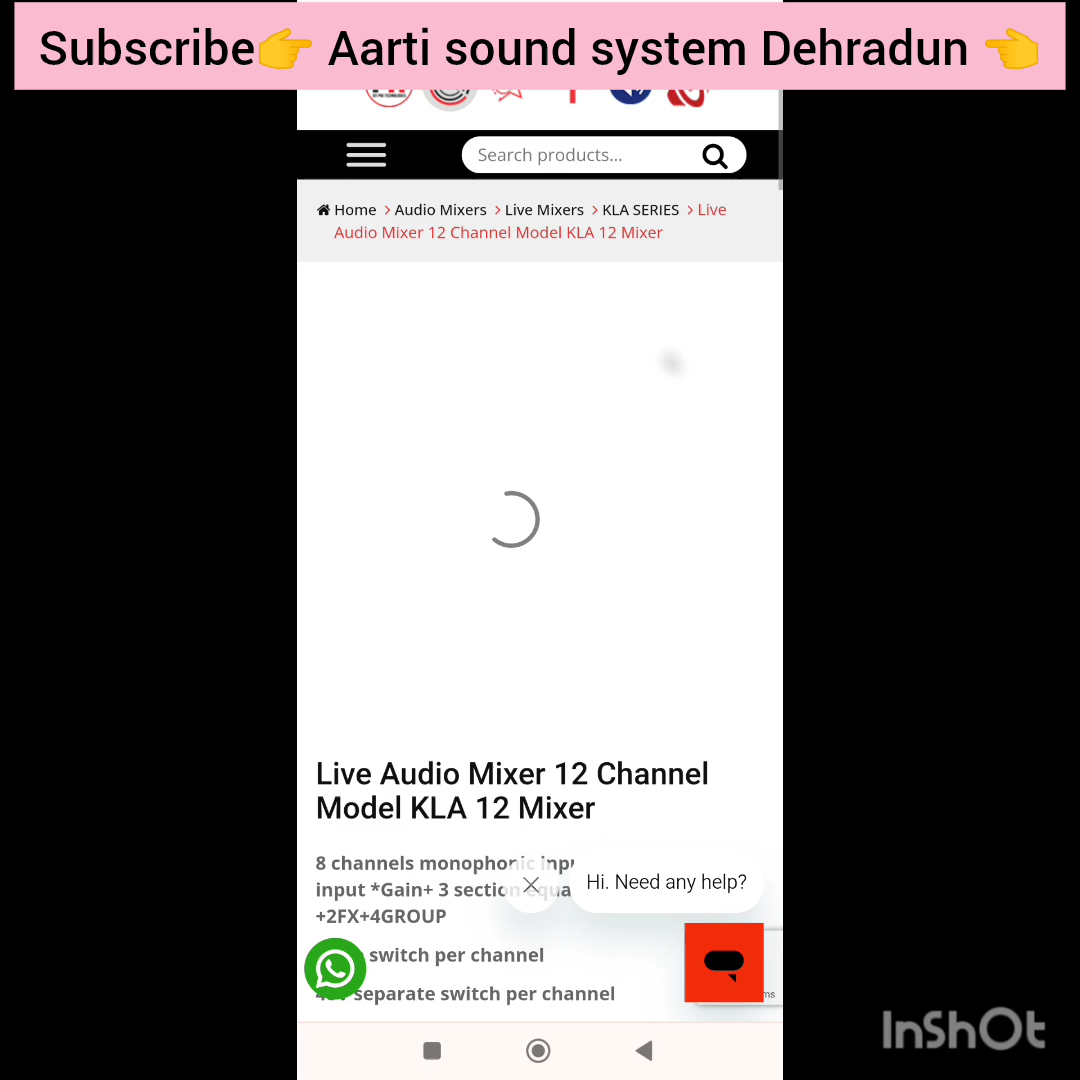 Subscribe👉 Aarti sound system Dehradun 👈
Search products...
Home > Audio Mixers > Live Mixers > KLA SERIES > Live
Audio Mixer 12 Channel Model KLA 12 Mixer
Live Audio Mixer 12 Channel
Model KLA 12 Mixer
8 channels monophonic
input *Gain+ 3 section
+2FX+4GROUP
Hi. Need any help?
switch per channel
separate switch per channel
InShOt